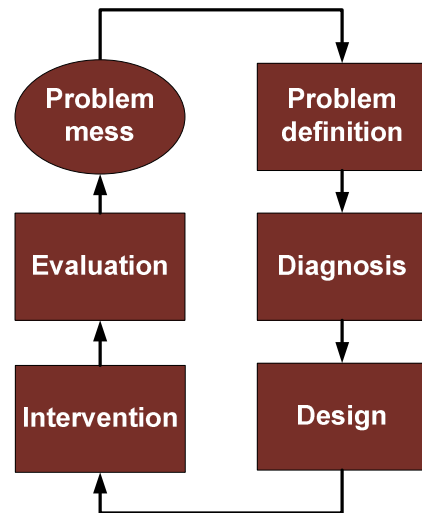 Problem
mess
Problem
definition
Evaluation
Diagnosis
Intervention
Design